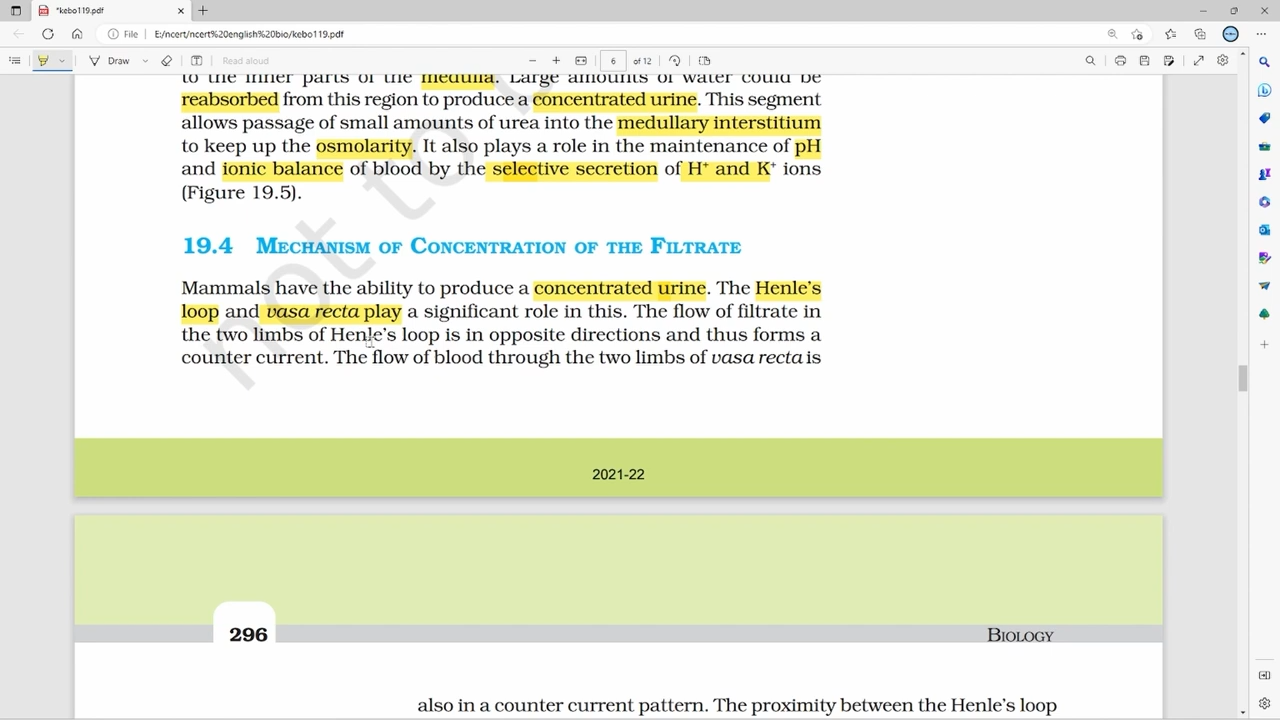 *kebo119.pdf
File E:/ncert/ncert%20english%20bio/kebo119.pdf
Draw Read aloud 6 of 12
to the inner parts of the medulla. Large amounts of water could be
reabsorbed from this region to produce a concentrated urine. This segment
allows passage of small amounts of urea into the medullary interstitium
to keep up the osmolarity. It also plays a role in the maintenance of pH
and ionic balance of blood by the selective secretion of H+ and K+ ions
(Figure 19.5).
19.4 MECHANISM OF CONCENTRATION OF THE FILTRATE
Mammals have the ability to produce a concentrated urine. The Henle's
loop and vasa recta play a significant role in this. The flow of filtrate in
the two limbs of Henle's loop is in opposite directions and thus forms a
counter current. The flow of blood through the two limbs of vasa recta is
not to b
2021-22
296
BIOLOGY
also in a counter current pattern. The proximity between the Henle's loop